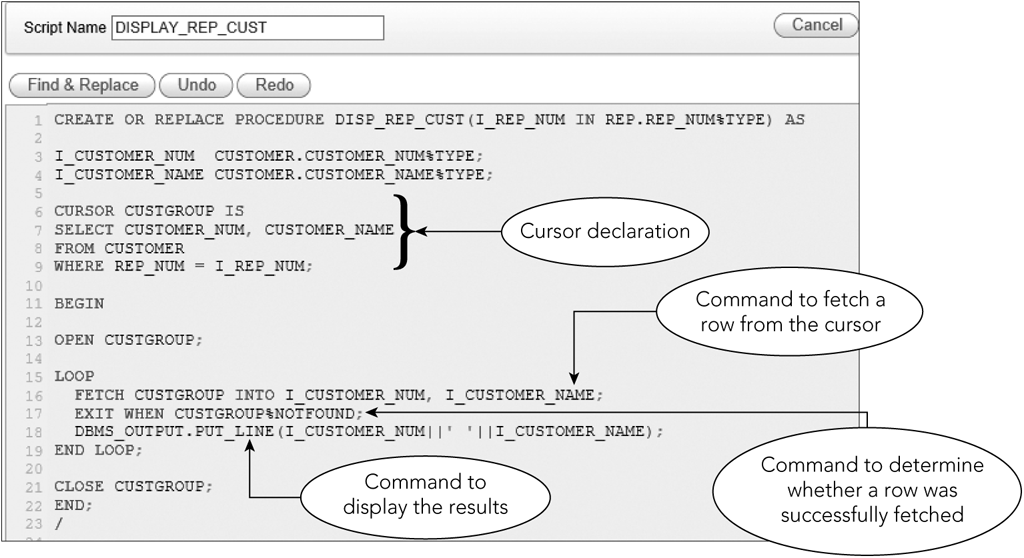 Script Name DISPLAY_REP_CUST
Cancel
Find & Replace Undo Redo
1 CREATE OR REPLACE PROCEDURE DISP_REP_CUST(I_REP_NUM IN REP.REP_NUM%TYPE) AS
2
3 I_CUSTOMER_NUM  CUSTOMER.CUSTOMER_NUM%TYPE;
4 I_CUSTOMER_NAME CUSTOMER.CUSTOMER_NAME%TYPE;
5
6 CURSOR CUSTGROUP IS
7 SELECT CUSTOMER_NUM, CUSTOMER_NAME
8 FROM CUSTOMER
9 WHERE REP_NUM = I_REP_NUM;
10
11 BEGIN
12
13 OPEN CUSTGROUP;
14
15 LOOP
16   FETCH CUSTGROUP INTO I_CUSTOMER_NUM, I_CUSTOMER_NAME;
17   EXIT WHEN CUSTGROUP%NOTFOUND;
18   DBMS_OUTPUT.PUT_LINE(I_CUSTOMER_NUM||' '||I_CUSTOMER_NAME);
19 END LOOP;
20
21 CLOSE CUSTGROUP;
22 END;
23 /
Cursor declaration
Command to fetch a
row from the cursor
Command to
display the results
Command to determine
whether a row was
successfully fetched